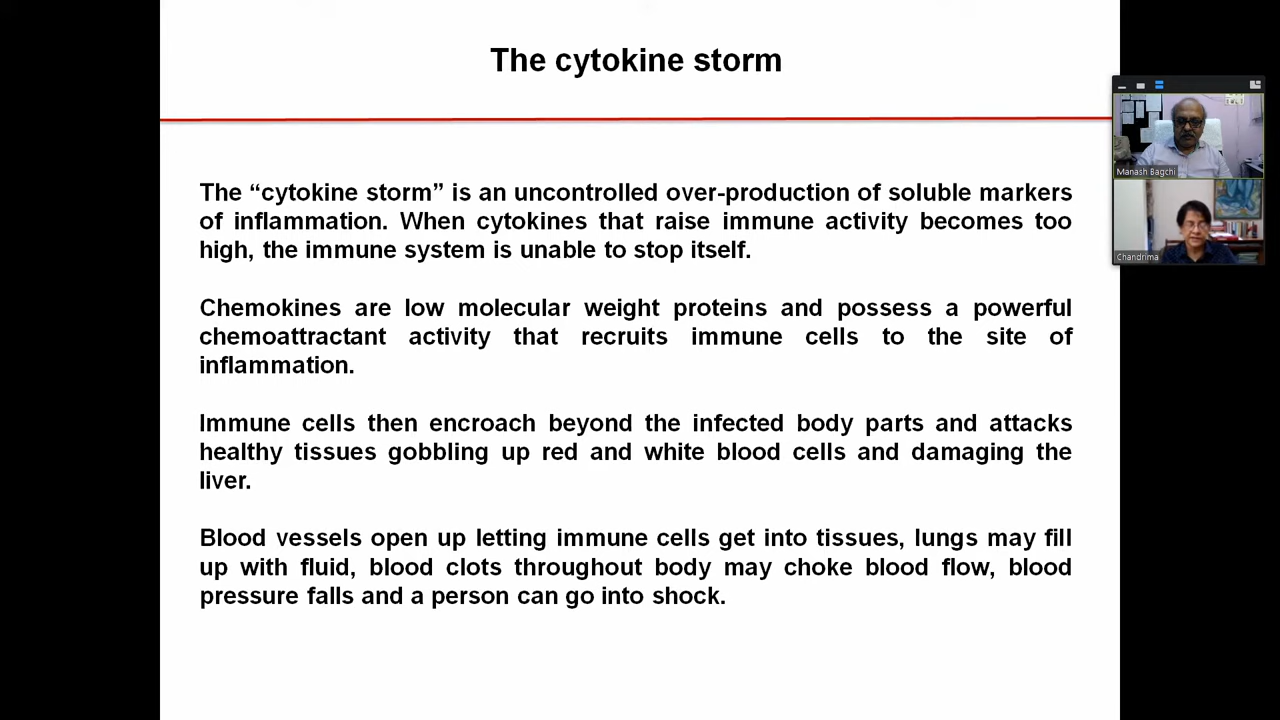 The cytokine storm
The “cytokine storm” is an uncontrolled over-production of soluble markers
of inflammation. When cytokines that raise immune activity becomes too
high, the immune system is unable to stop itself.
Chemokines are low molecular weight proteins and possess a powerful
chemoattractant activity that recruits immune cells to the site of
inflammation.
Immune cells then encroach beyond the infected body parts and attacks
healthy tissues gobbling up red and white blood cells and damaging the
liver.
Blood vessels open up letting immune cells get into tissues, lungs may fill
up with fluid, blood clots throughout body may choke blood flow, blood
pressure falls and a person can go into shock.
Manash Bagchi
Chandrima